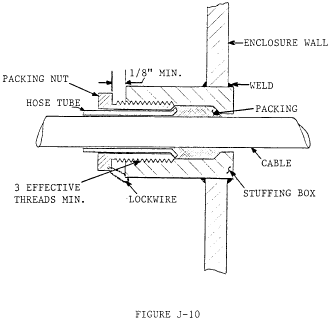 ENCLOSURE WALL
1/8" MIN.
PACKING NUT
WELD
HOSE TUBE
PACKING
CABLE
3 EFFECTIVE
THREADS MIN.
LOCKWIRE
STUFFING BOX
FIGURE J-10